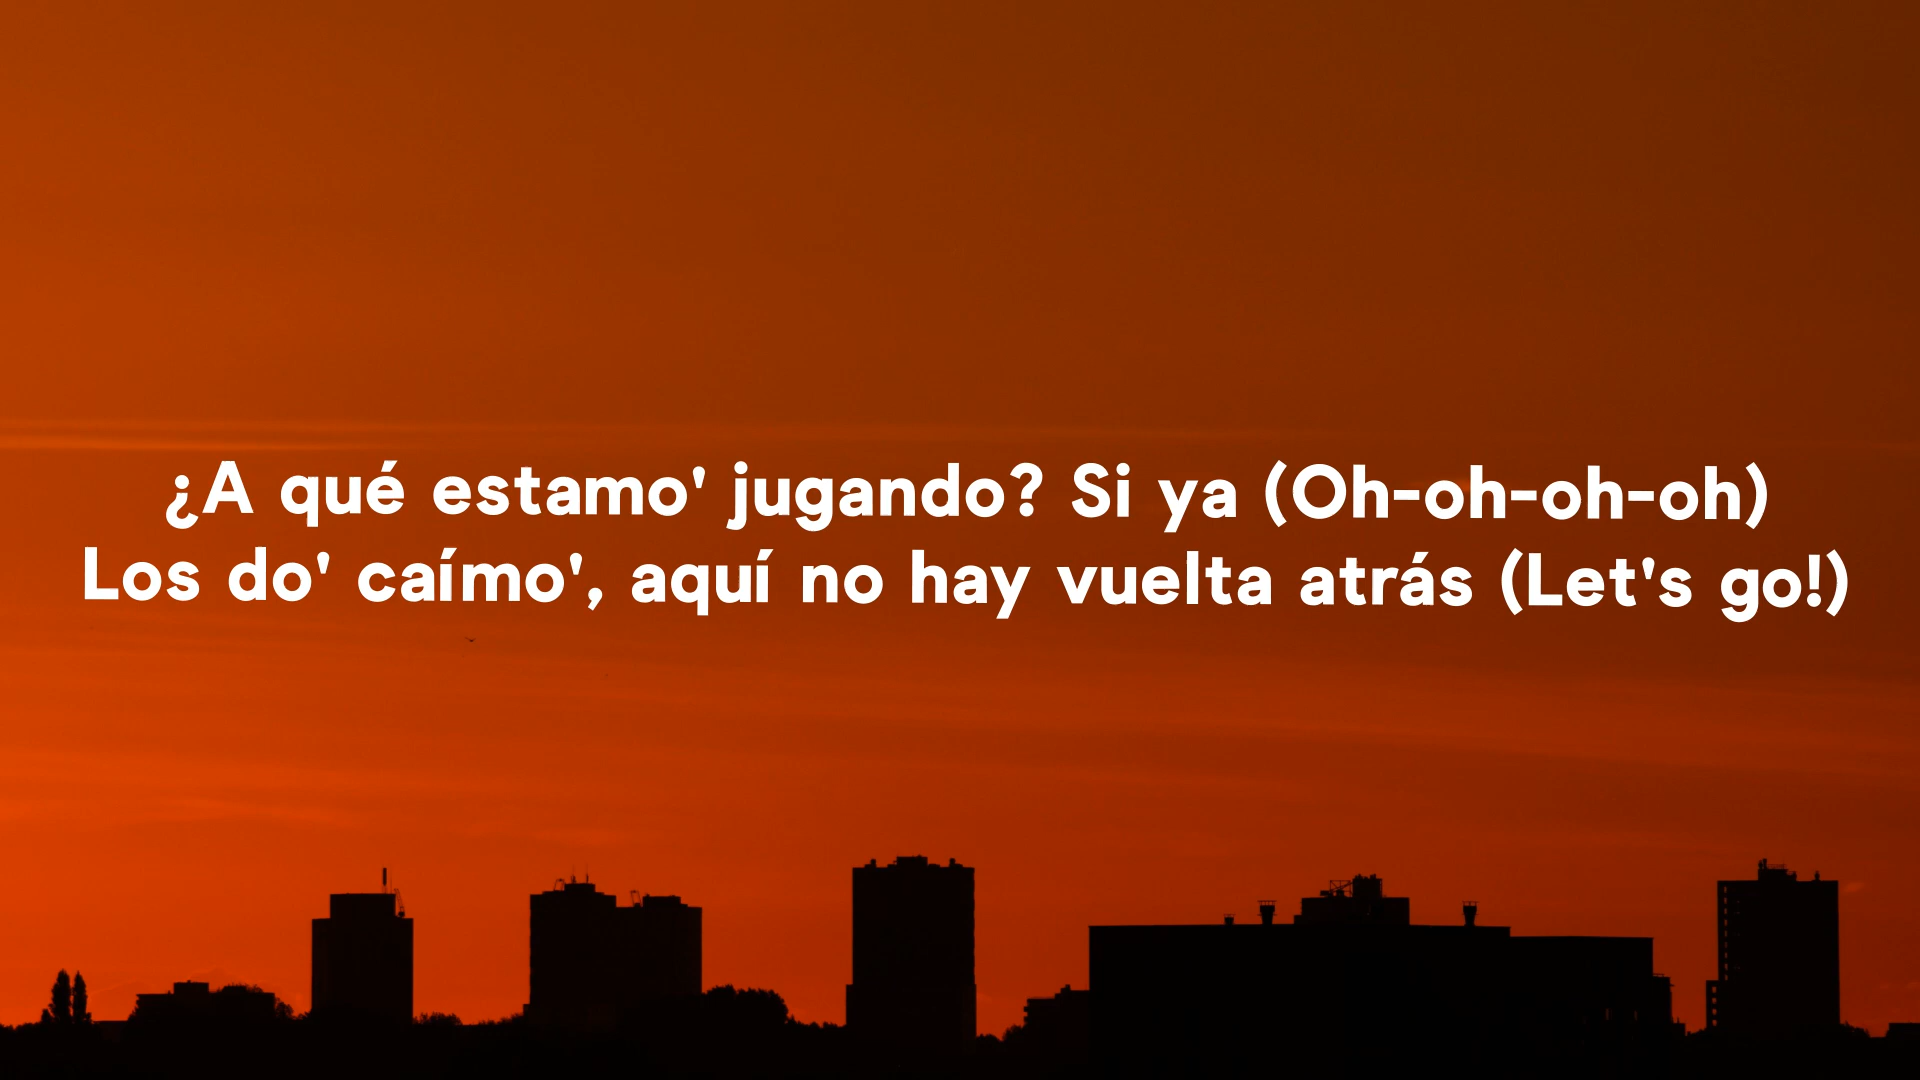 ¿A qué estamo' jugando? Si ya (Oh-oh-oh-oh)
Los do' caímo', aquí no hay vuelta atrás (Let's go!)